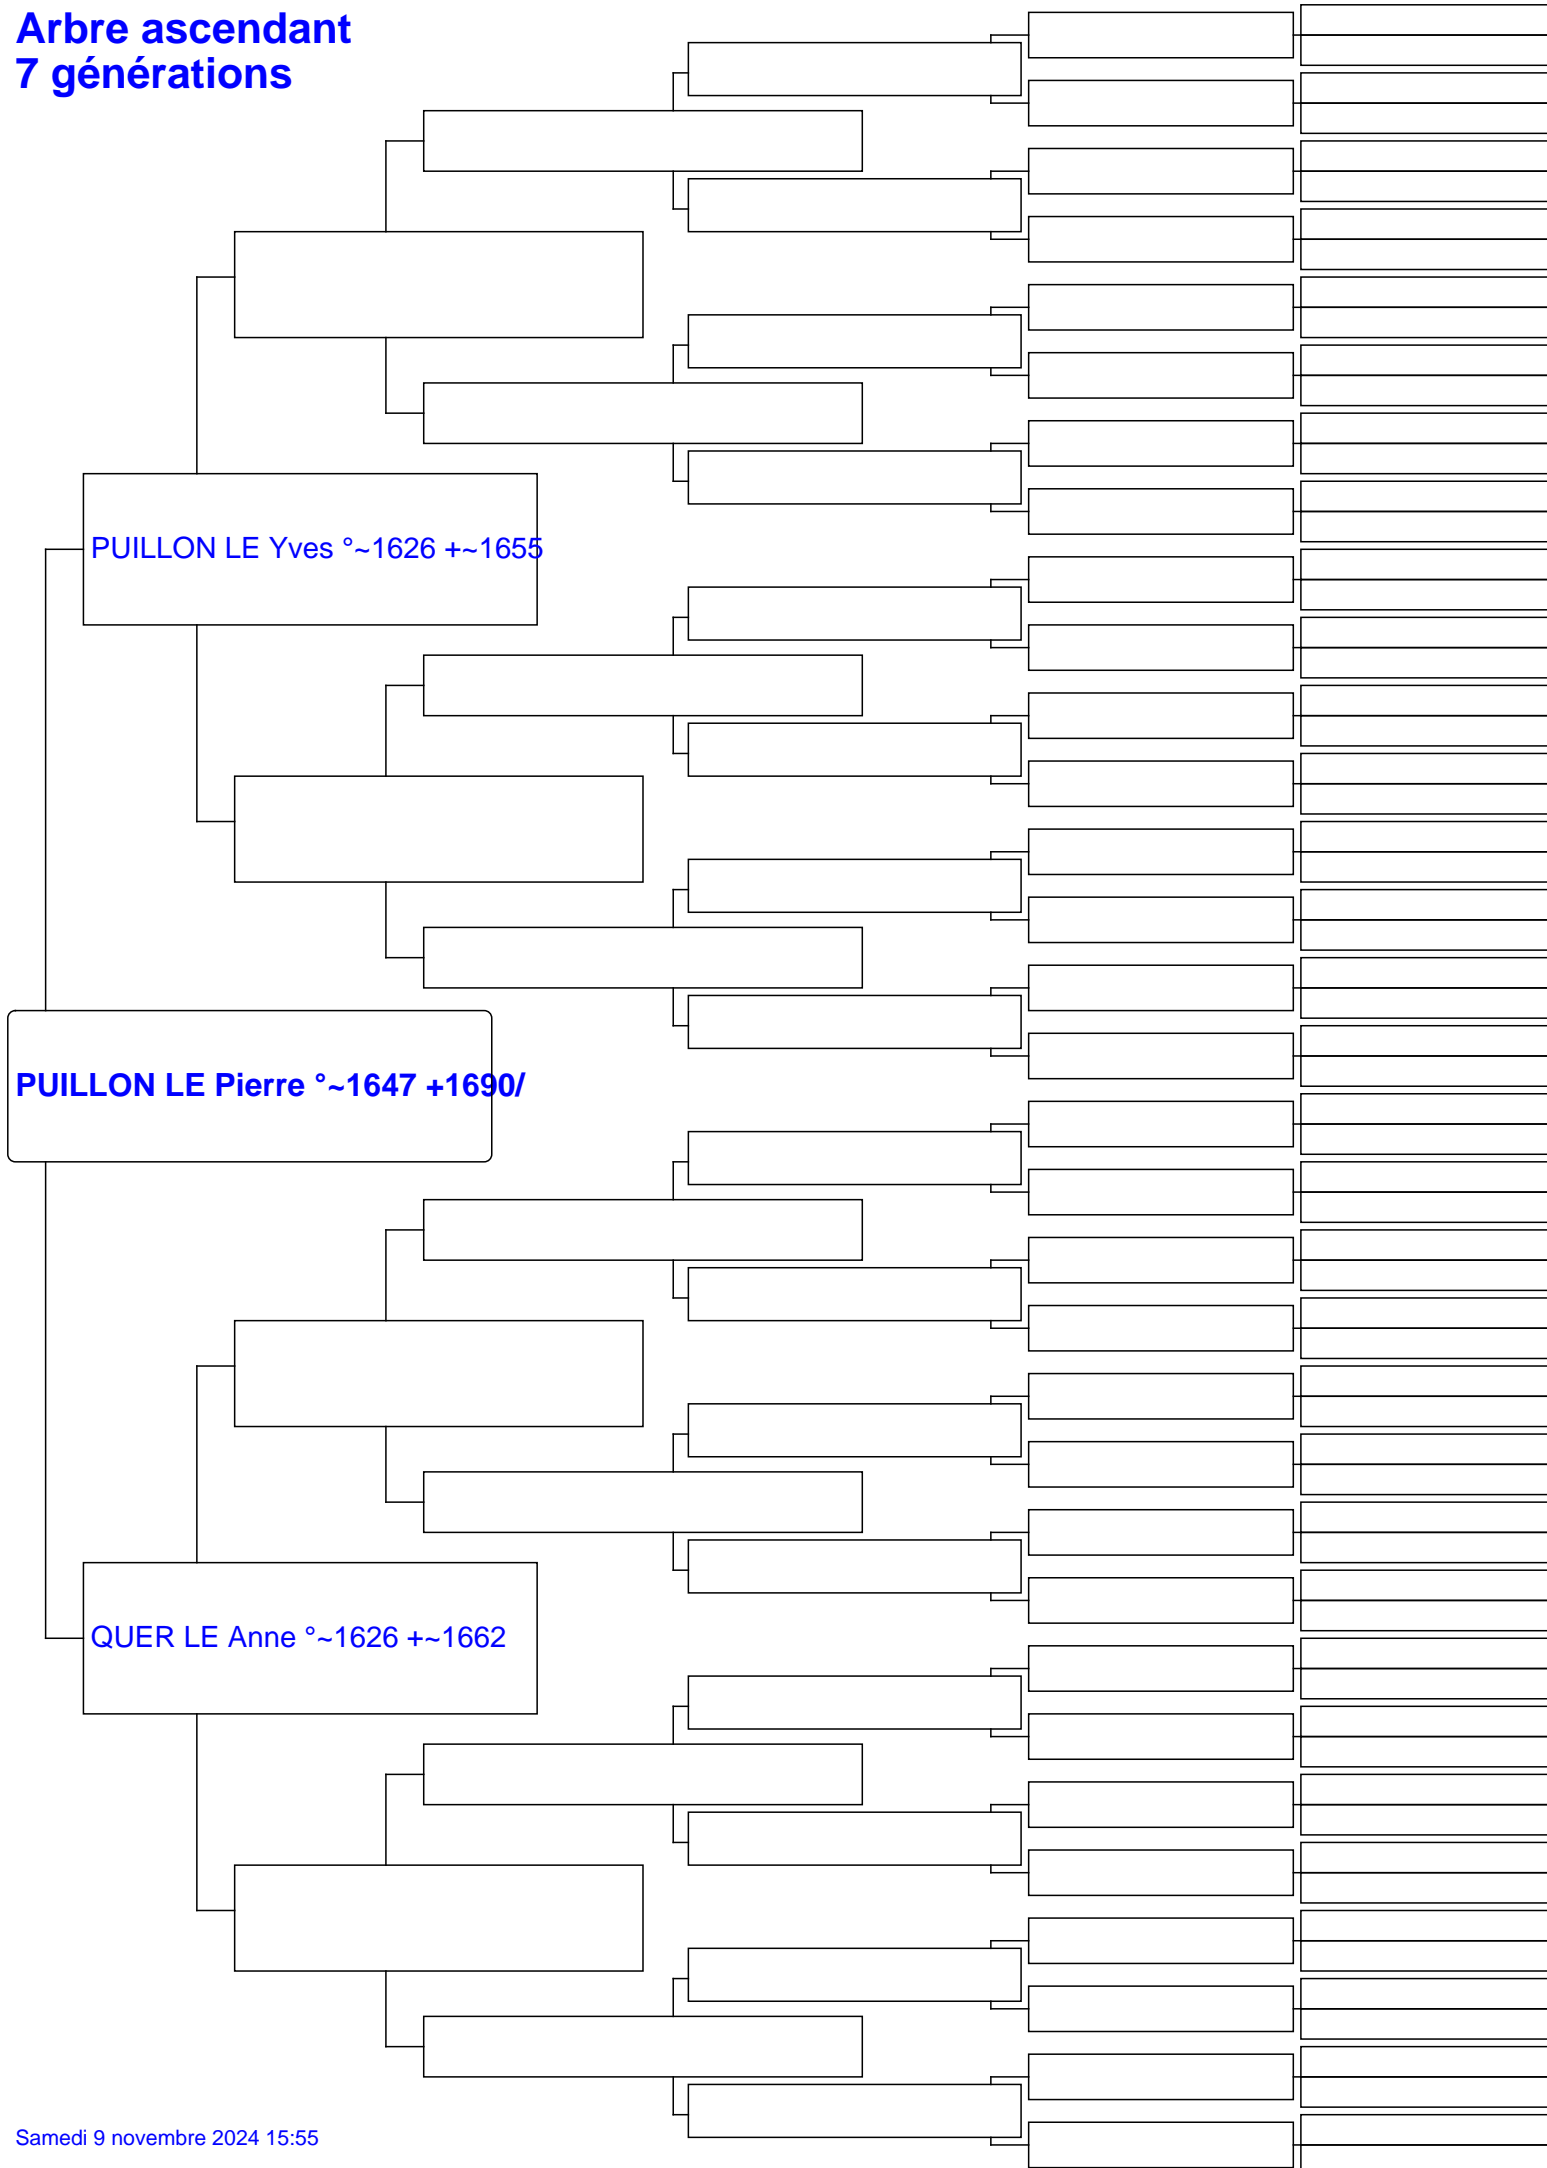 Arbre ascendant
7 générations
PUILLON LE Yves °~1626 +~1655
PUILLON LE Pierre °~1647 +1690/
QUER LE Anne °~1626 +~1662
Samedi 9 novembre 2024 15:55